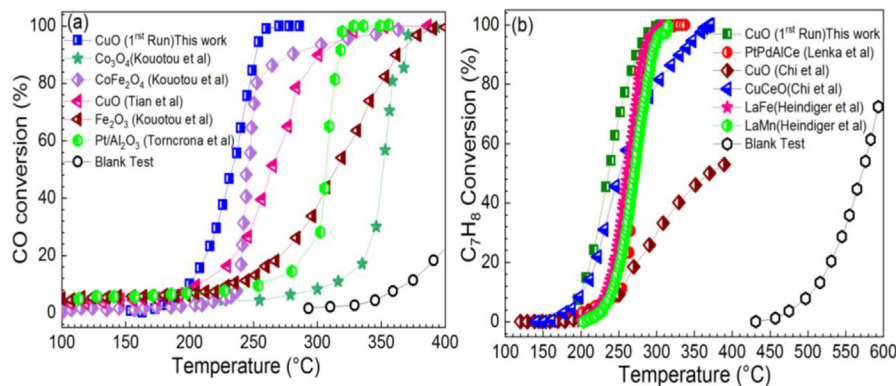 (a)
CO conversion (%)
100
80
60
40
20
0
CuO (1rst Run)This work
Co3O4(Kouotou et al)
CoFe2O4 (Kouotou et al)
CuO (Tian et al)
Fe2O3 (Kouotou et al)
Pt/Al2O3 (Torncrona et al)
Blank Test
100 150 200 250 300 350 400
Temperature (°C)
(b)
C7H8 Conversion (%)
100
80
60
40
20
0
CuO (1rst Run)This work
PtPdAlCe (Lenka et al)
CuO (Chi et al)
CuCeO(Chi et al)
LaFe(Heindiger et al)
LaMn(Heindiger et al)
Blank Test
100 150 200 250 300 350 400 450 500 550 600
Temperature (°C)